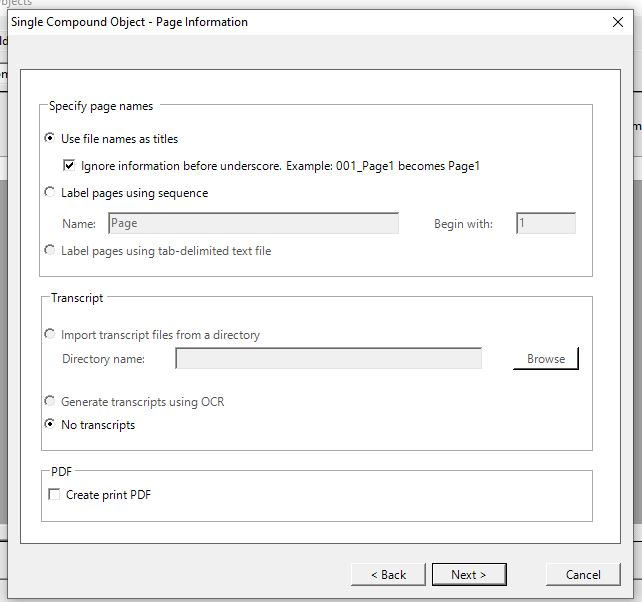 bjects
Single Compound Object - Page Information
Specify page names
Use file names as titles
Ignore information before underscore. Example: 001_Page1 becomes Page1
Label pages using sequence
Name: Page Begin with: 1
Label pages using tab-delimited text file
Transcript
Import transcript files from a directory
Directory name: Browse
Generate transcripts using OCR
No transcripts
PDF
Create print PDF
< Back Next > Cancel